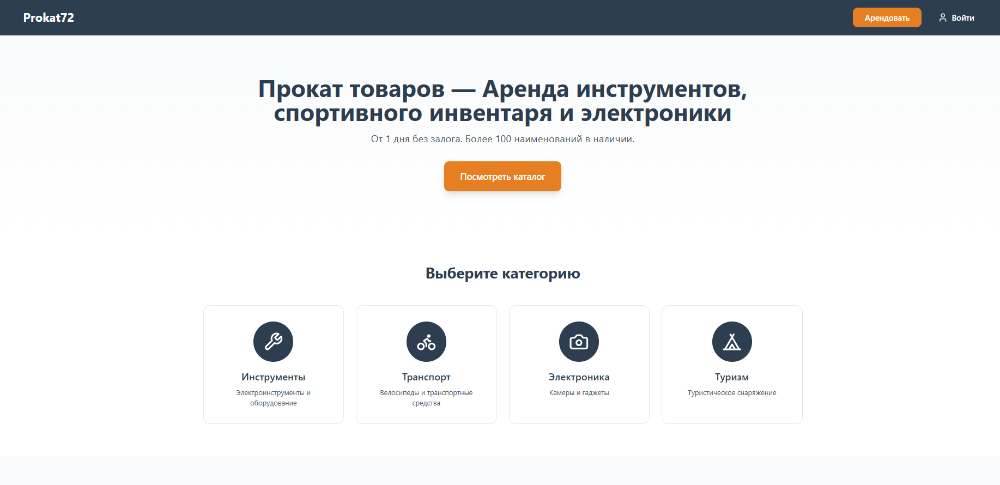 Prokat72
Арендовать
Войти
Прокат товаров — Аренда инструментов,
спортивного инвентаря и электроники
От 1 дня без залога. Более 100 наименований в наличии.
Посмотреть каталог
Выберите категорию
Инструменты
Электроинструменты и
оборудование
Транспорт
Велосипеды и транспортные
средства
Электроника
Камеры и гаджеты
Туризм
Туристическое снаряжение